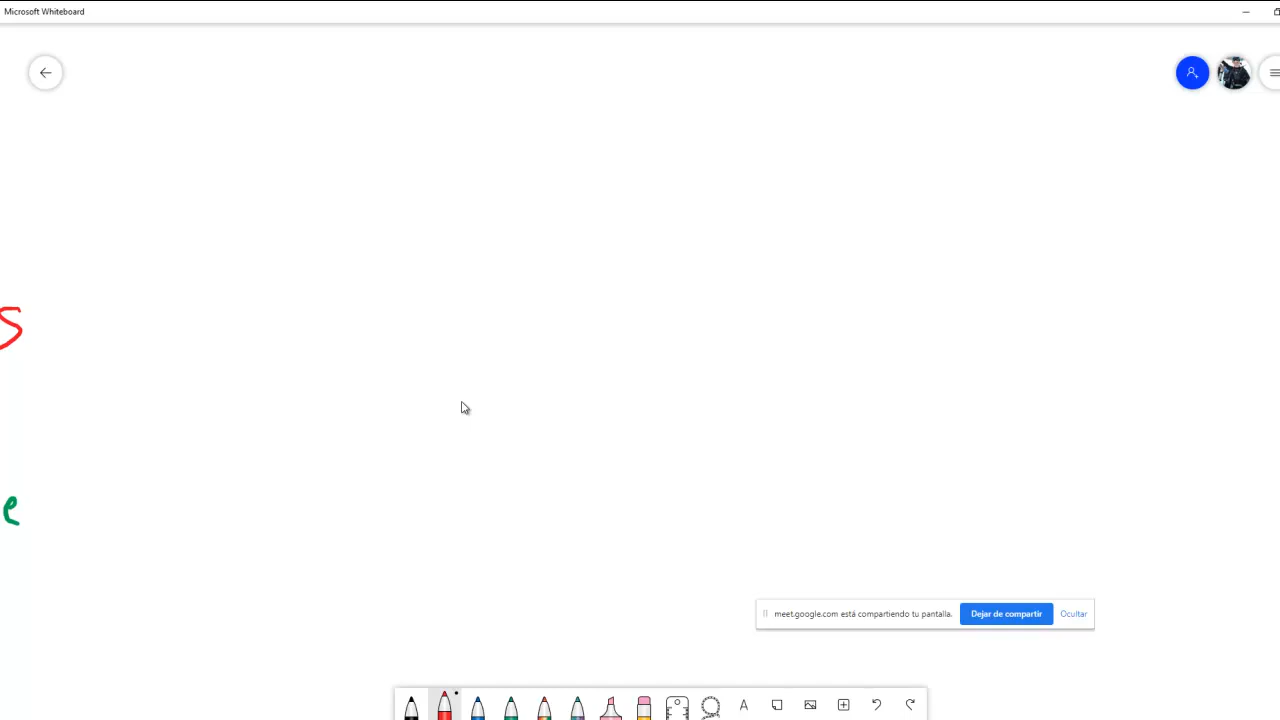 Microsoft Whiteboard
s
e
meet.google.com está compartiendo tu pantalla. Dejar de compartir Ocultar
A